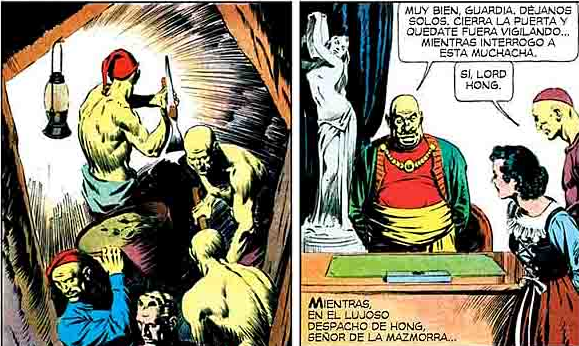 MUY BIEN, GUARDIA. DÉJANOS
SOLOS. CIERRA LA PUERTA Y
QUEDATE FUERA VIGILANDO...
MIENTRAS INTERROGO A
ESTA MUCHACHA.
SÍ, LORD
HONG.
MIENTRAS,
EN EL LUJOSO
DESPACHO DE HONG,
SEÑOR DE LA MAZMORRA...